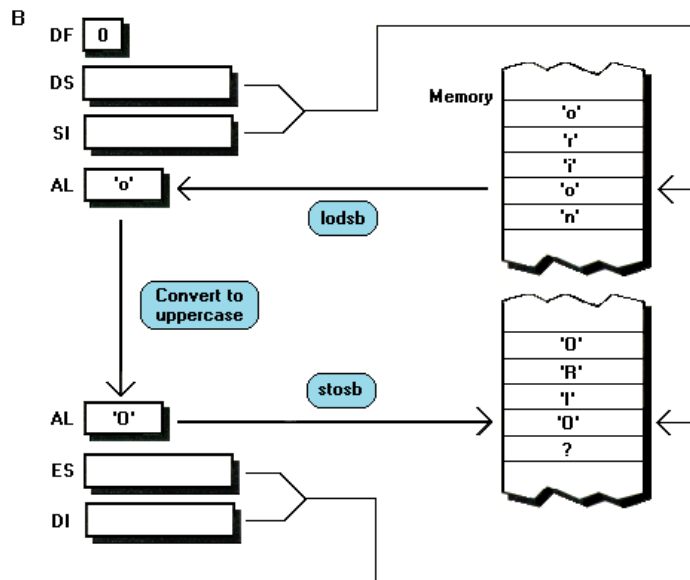 B
DF 0
DS
SI
Memory
'o'
'r'
'i'
'o'
'n'
AL 'o'
lodsb
Convert to
uppercase
'O'
'R'
'I'
'O'
?
stosb
AL 'O'
ES
DI